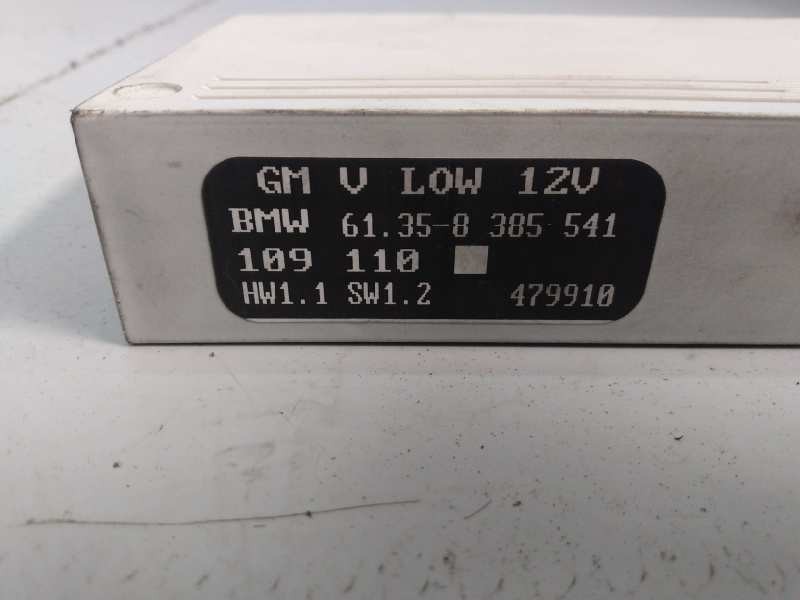 GM V LOW 12V
BMW 61.35-8 385 541
109 110
HW1.1 SW1.2 479910